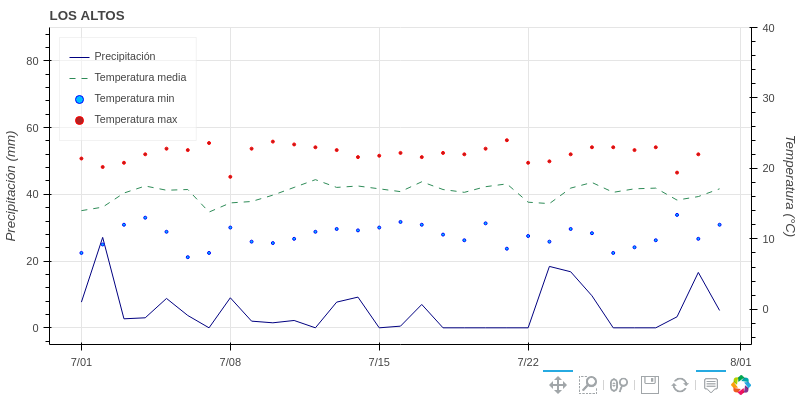 LOS ALTOS
Precipitación
Temperatura media
Temperatura min
Temperatura max
Precipitación (mm)
80
60
40
20
0
Temperatura (°C)
40
30
20
10
0
7/01
7/08
7/15
7/22
8/01